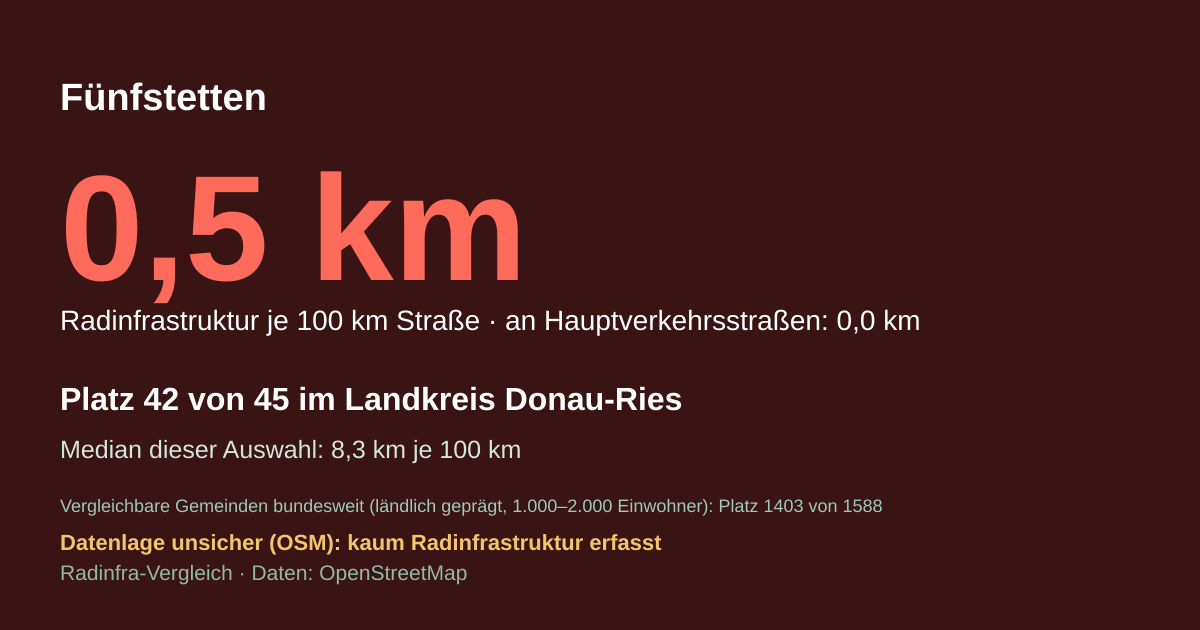 Fünfstetten
0,5 km
Radinfrastruktur je 100 km Straße · an Hauptverkehrsstraßen: 0,0 km
Platz 42 von 45 im Landkreis Donau-Ries
Median dieser Auswahl: 8,3 km je 100 km
Vergleichbare Gemeinden bundesweit (ländlich geprägt, 1.000–2.000 Einwohner): Platz 1403 von 1588
Datenlage unsicher (OSM): kaum Radinfrastruktur erfasst
Radinfra-Vergleich · Daten: OpenStreetMap